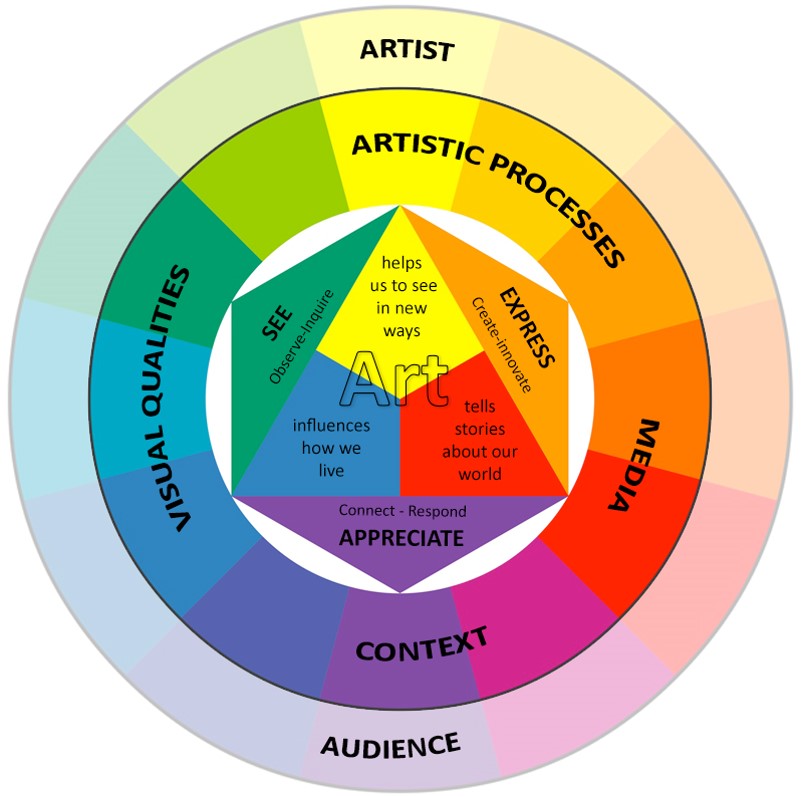 ARTIST
ARTISTIC PROCESSES
helps
us to see
in new
ways
SEE
Observe-Inquire
EXPRESS
Create-innovate
Art
VISUAL QUALITIES
MEDIA
influences
how we
live
tells
stories
about our
world
Connect - Respond
APPRECIATE
CONTEXT
AUDIENCE